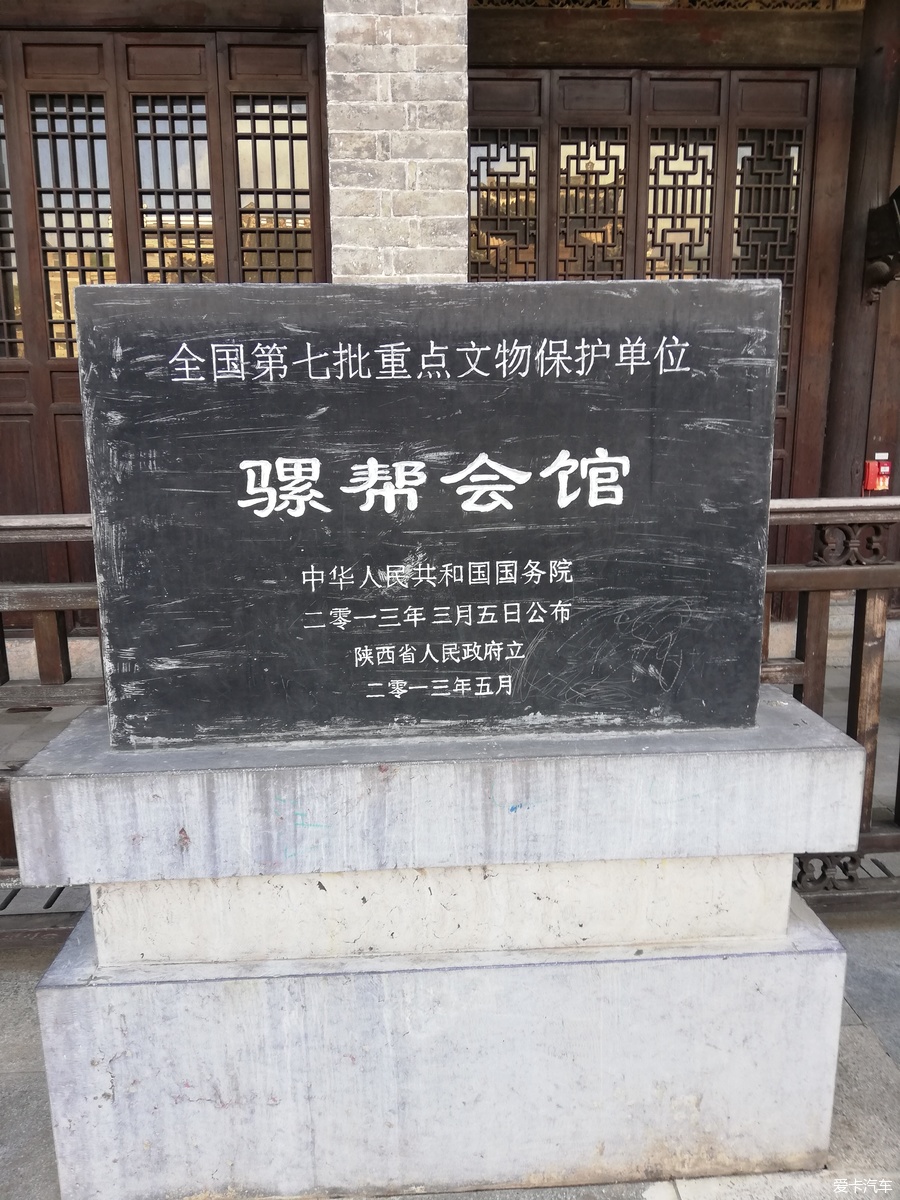 全国第七批重点文物保护单位
骡帮会馆
中华人民共和国国务院
二零一三年三月五日公布
陕西省人民政府立
二零一三年五月
爱卡汽车